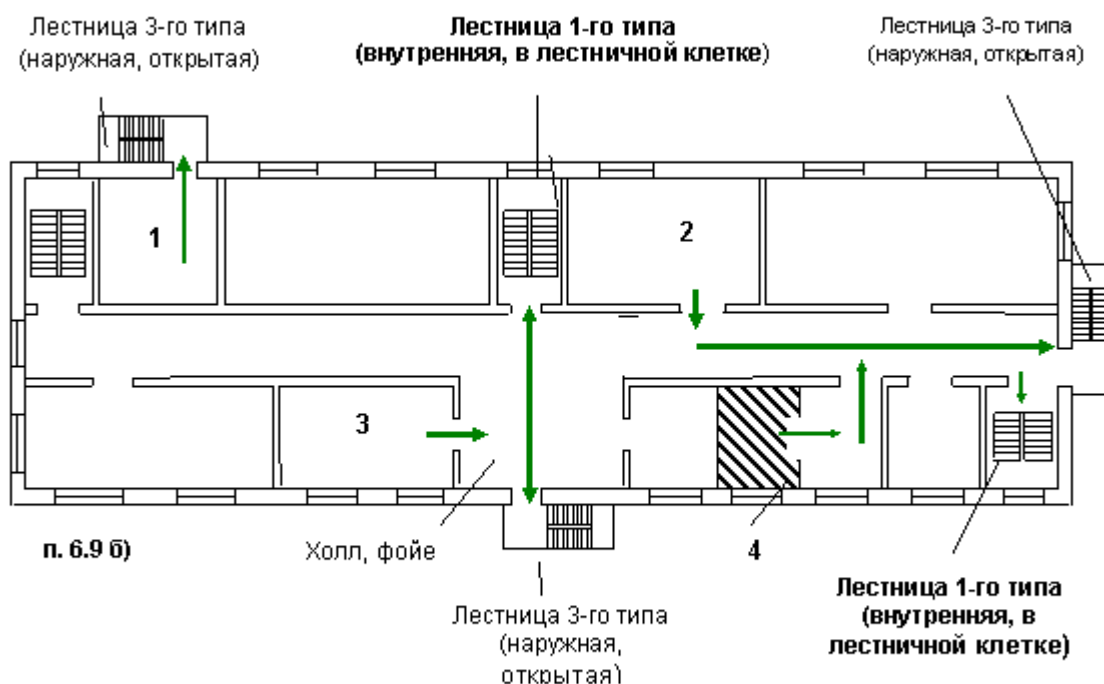 Лестница 3-го типа
(наружная, открытая)
Лестница 1-го типа
(внутренняя, в лестничной клетке)
Лестница 3-го типа
(наружная, открытая)
1
2
3
п. 6.9 б)
Холл, фойе
4
Лестница 3-го типа
(наружная,
открытая)
Лестница 1-го типа
(внутренняя, в
лестничной клетке)